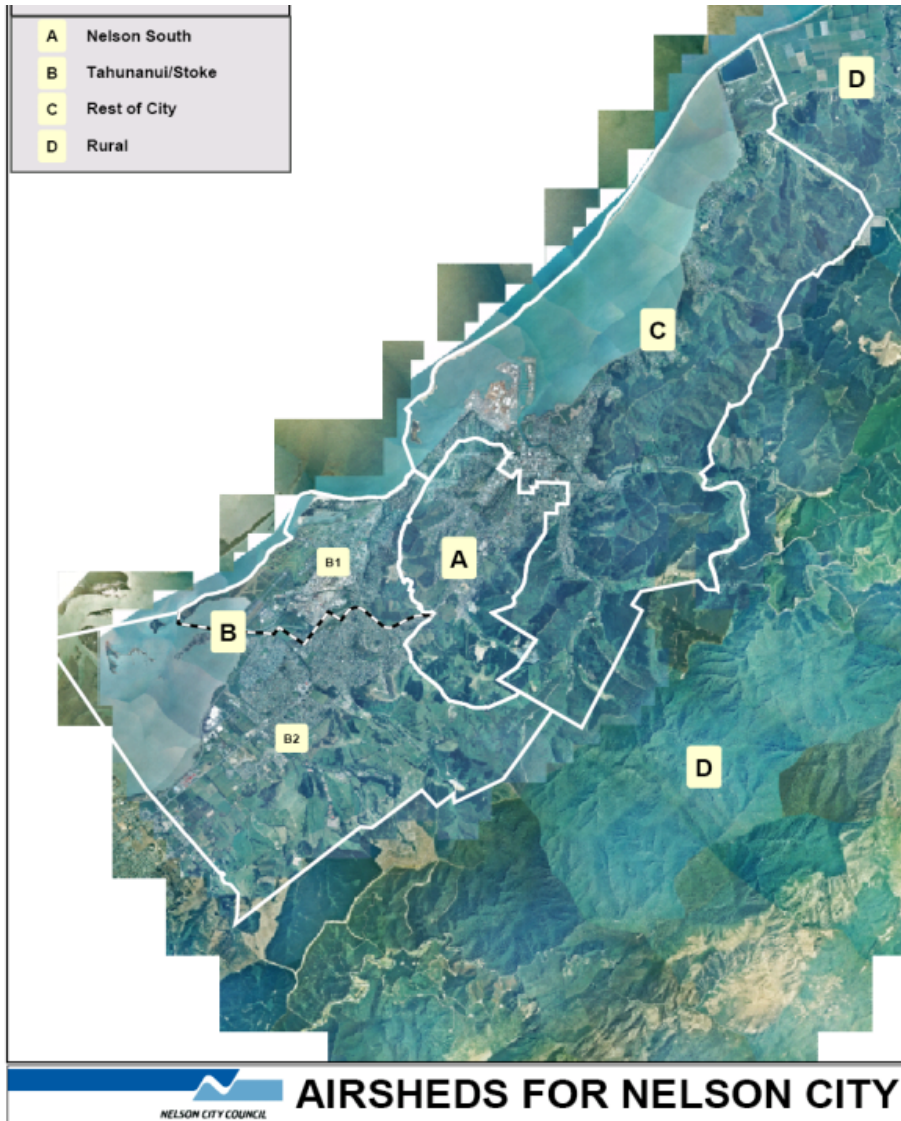 A Nelson South
B Tahunanui/Stoke
C Rest of City
D Rural
D
C
A
B1
B
B2
D
NELSON CITY COUNCIL
AIRSHEDS FOR NELSON CITY